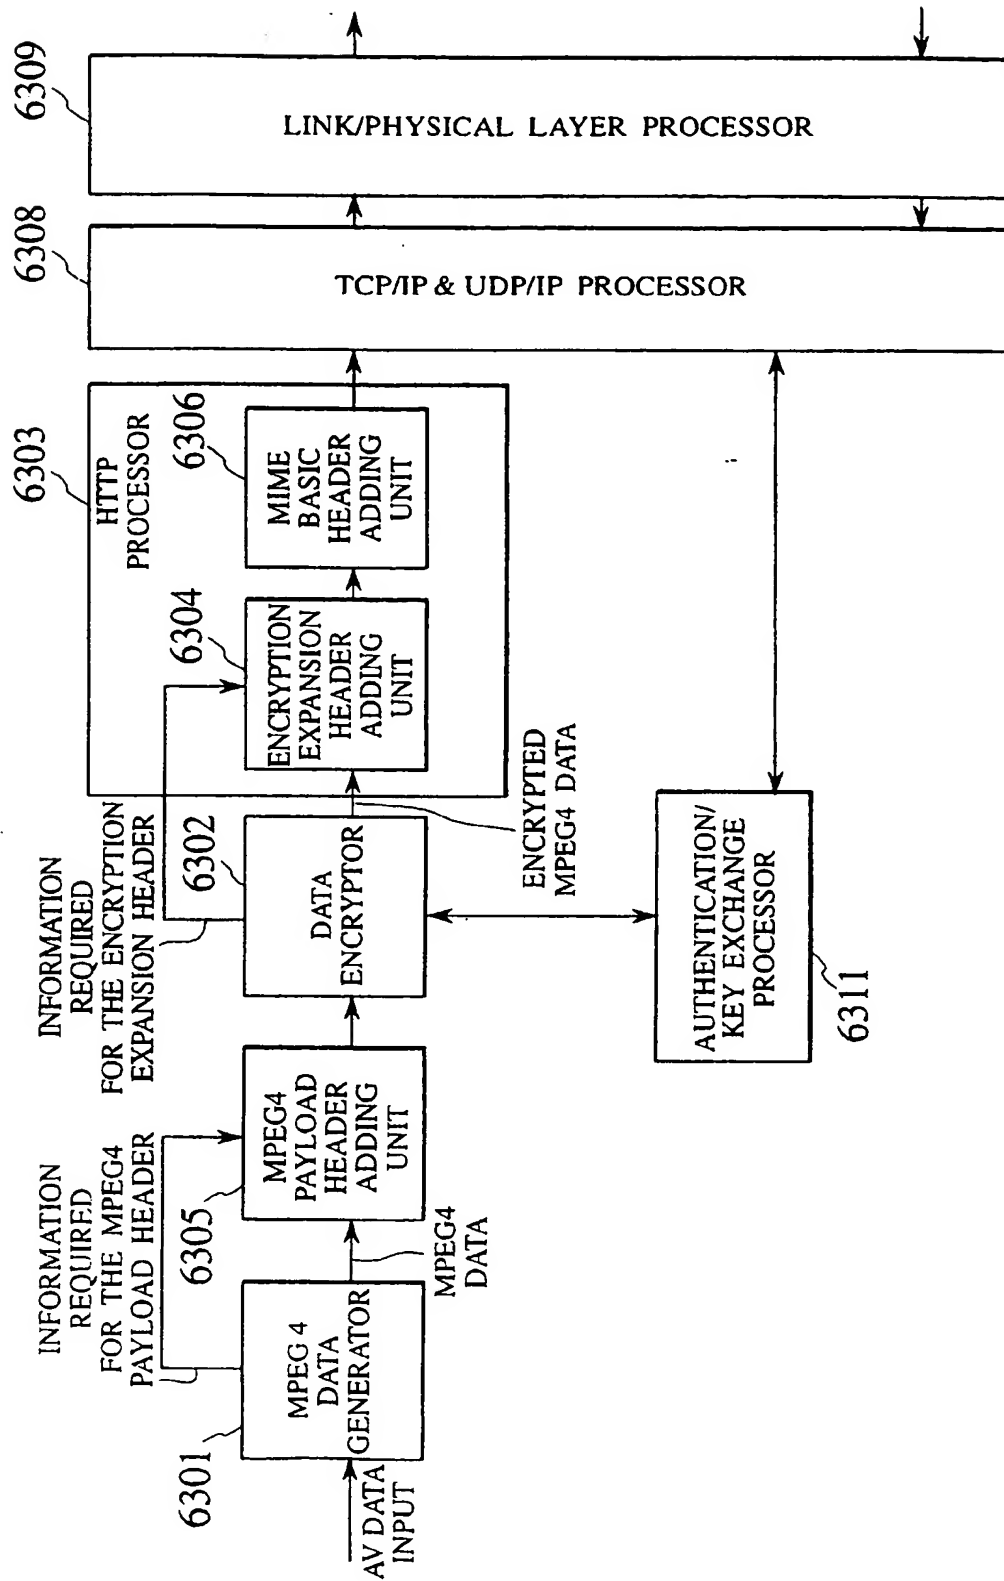 6301
AV DATA
INPUT
MPEG 4
DATA
GENERATOR
INFORMATION
REQUIRED
FOR THE MPEG4
PAYLOAD HEADER
MPEG4
DATA
6305
MPEG4
PAYLOAD
HEADER
ADDING
UNIT
INFORMATION
REQUIRED
FOR THE ENCRYPTION
EXPANSION HEADER
6302
DATA
ENCRYPTOR
ENCRYPTED
MPEG4 DATA
6303
HTTP
PROCESSOR
6304
ENCRYPTION
EXPANSION
HEADER
ADDING
UNIT
6306
MIME
BASIC
HEADER
ADDING
UNIT
6308
TCP/IP & UDP/IP PROCESSOR
6309
LINK/PHYSICAL LAYER PROCESSOR
AUTHENTICATION/
KEY EXCHANGE
PROCESSOR
6311